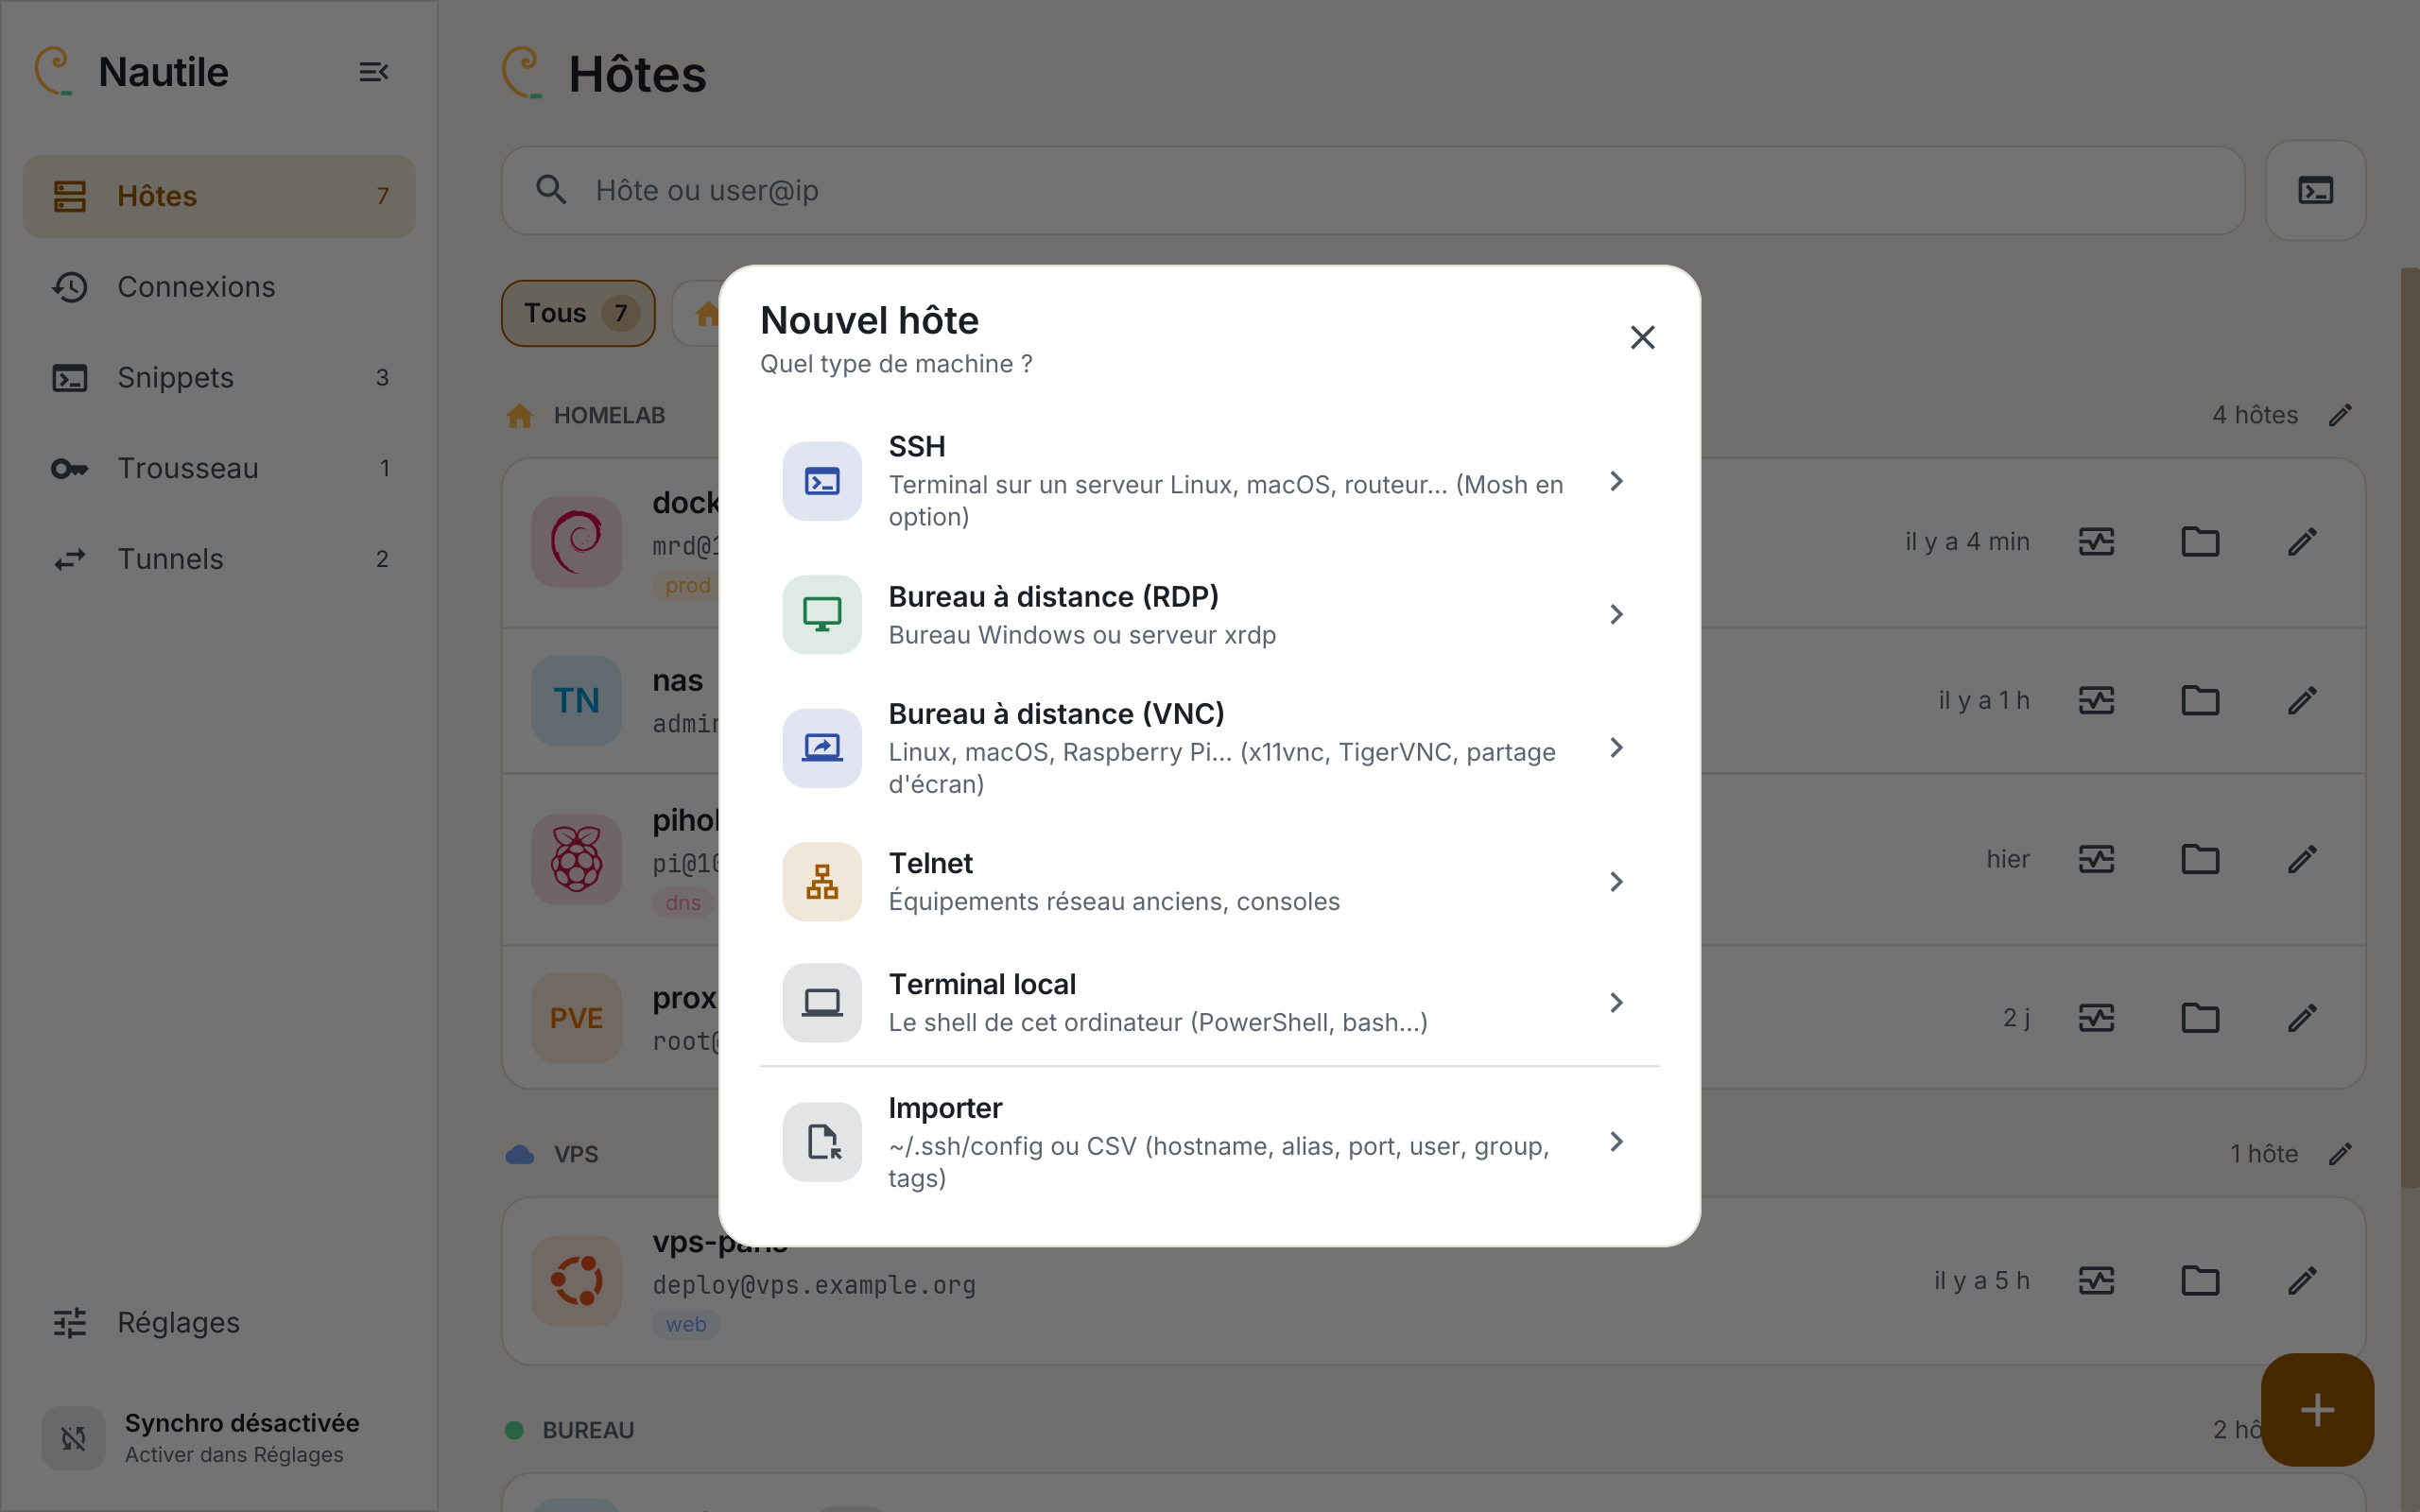 Nautile
Hôtes 7
Connexions
Snippets 3
Trousseau 1
Tunnels 2
Réglages
Synchro désactivée
Activer dans Réglages
Hôtes
Hôte ou user@ip
Tous 7
HOMELAB
4 hôtes
il y a 4 min
prod
TN
nas
il y a 1 h
dns
hier
PVE
2 j
VPS
1 hôte
deploy@vps.example.org
web
il y a 5 h
BUREAU
Nouvel hôte
Quel type de machine ?
SSH
Terminal sur un serveur Linux, macOS, routeur… (Mosh en
option)
Bureau à distance (RDP)
Bureau Windows ou serveur xrdp
Bureau à distance (VNC)
Linux, macOS, Raspberry Pi… (x11vnc, TigerVNC, partage
d'écran)
Telnet
Équipements réseau anciens, consoles
Terminal local
Le shell de cet ordinateur (PowerShell, bash…)
Importer
~/.ssh/config ou CSV (hostname, alias, port, user, group,
tags)